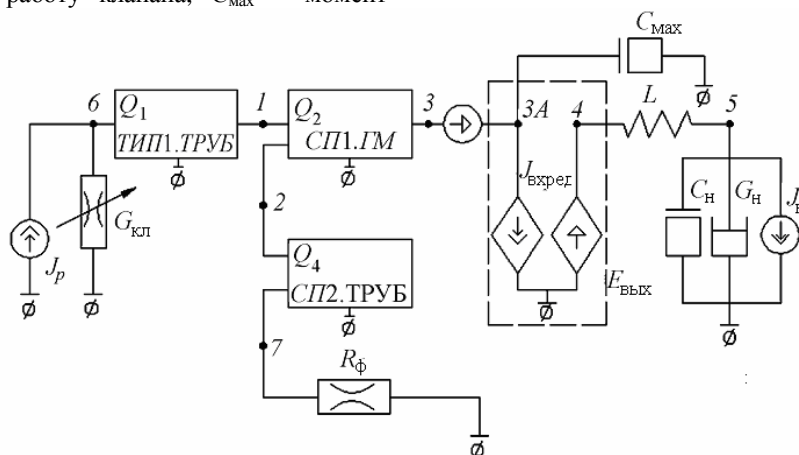 работу клапана, Cмах – момент
Cмах
6
Q1
ТИП1.ТРУБ
1
Q2
СП1.ГМ
3
3А
4
L
5
Jр
Gкл
2
Jвхред
Eвых
Cн
Gн
Q4
СП2.ТРУБ
7
Rф